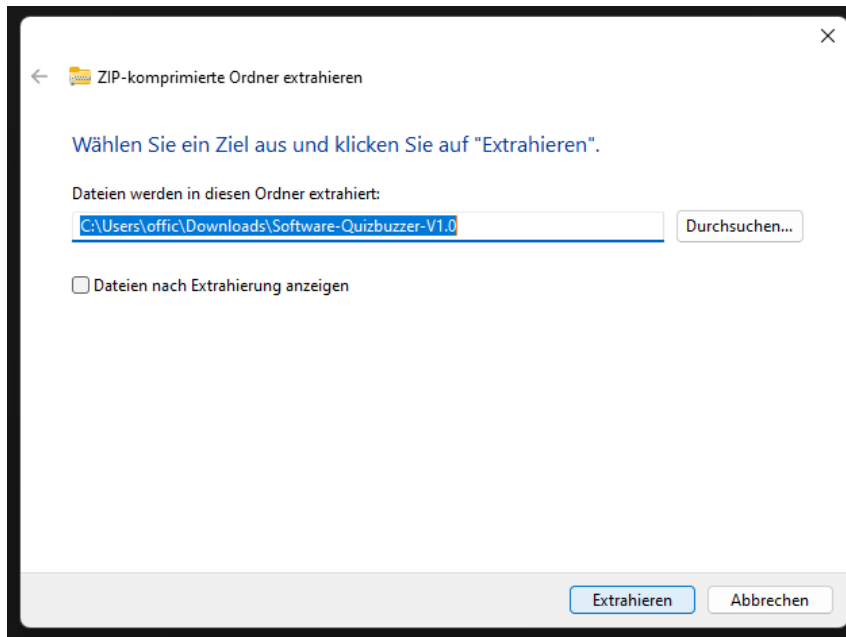 ZIP-komprimierte Ordner extrahieren
Wählen Sie ein Ziel aus und klicken Sie auf "Extrahieren".
Dateien werden in diesen Ordner extrahiert:
C:\Users\offic\Downloads\Software-Quizbuzzer-V1.0
Durchsuchen...
Dateien nach Extrahierung anzeigen
Extrahieren
Abbrechen